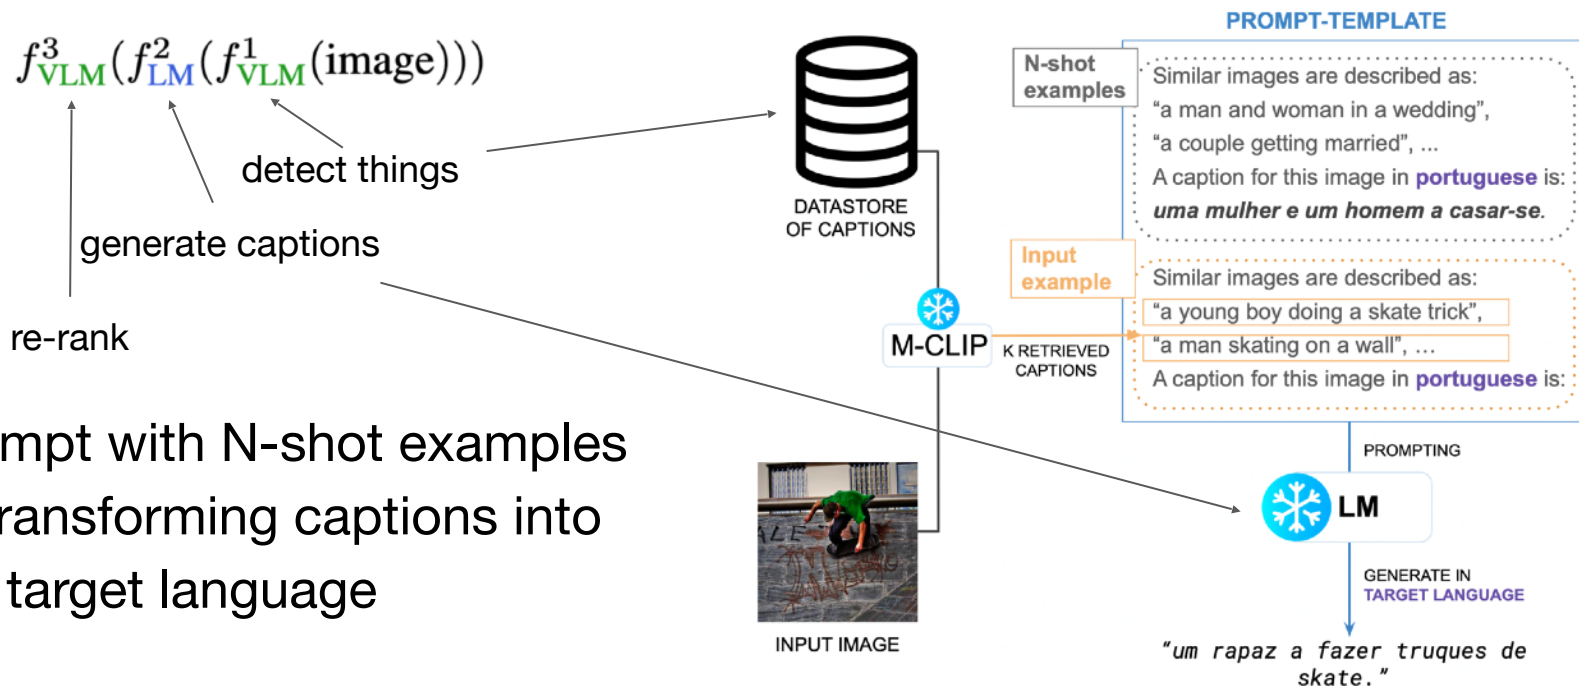 f³_VLM(f²_LM(f¹_VLM(image)))
detect things
generate captions
re-rank
mpt with N-shot examples
ransforming captions into
target language
DATASTORE
OF CAPTIONS
M-CLIP
K RETRIEVED
CAPTIONS
INPUT IMAGE
PROMPT-TEMPLATE
N-shot
examples
Similar images are described as:
“a man and woman in a wedding”,
“a couple getting married”, ...
A caption for this image in portuguese is:
uma mulher e um homem a casar-se.
Input
example
Similar images are described as:
“a young boy doing a skate trick”,
“a man skating on a wall”, ...
A caption for this image in portuguese is:
PROMPTING
LM
GENERATE IN
TARGET LANGUAGE
“um rapaz a fazer truques de
skate.”